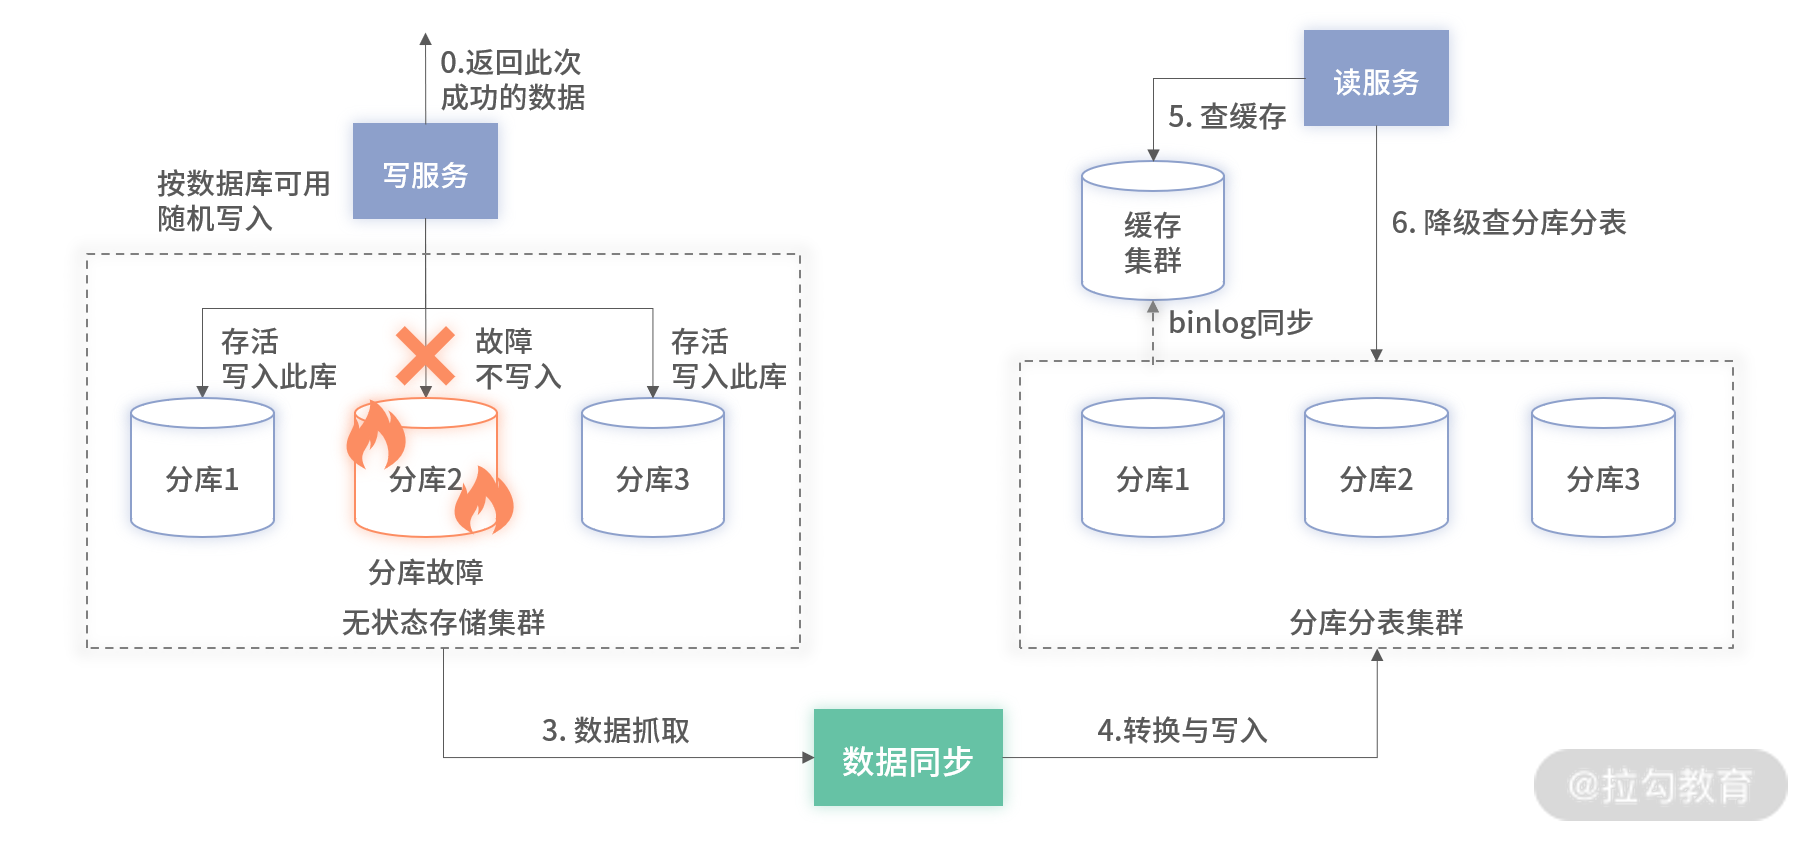 0.返回此次
成功的数据
写服务
按数据库可用
随机写入
存活
写入此库
故障
不写入
存活
写入此库
分库1
分库2
分库3
分库故障
无状态存储集群
3. 数据抓取
数据同步
4.转换与写入
读服务
5. 查缓存
缓存
集群
6. 降级查分库分表
binlog同步
分库1
分库2
分库3
分库分表集群
@拉勾教育